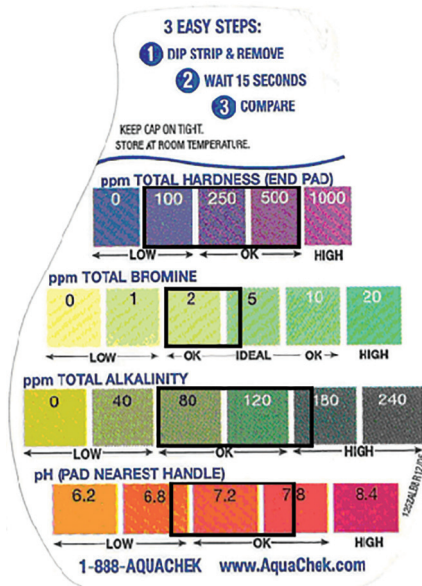 3 EASY STEPS:
1 DIP STRIP & REMOVE
2 WAIT 15 SECONDS
3 COMPARE
KEEP CAP ON TIGHT.
STORE AT ROOM TEMPERATURE.
ppm TOTAL HARDNESS (END PAD)
0 100 250 500 1000
LOW OK HIGH
ppm TOTAL BROMINE
0 1 2 5 10 20
LOW OK IDEAL OK HIGH
ppm TOTAL ALKALINITY
0 40 80 120 180 240
LOW OK HIGH
pH (PAD NEAREST HANDLE)
6.2 6.8 7.2 7.8 8.4
LOW OK HIGH
1-888-AQUACHEK www.AquaChek.com